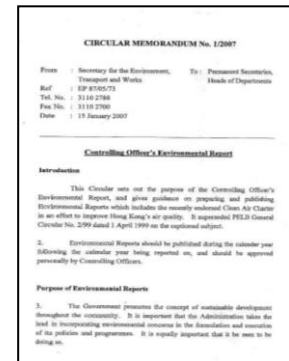 CIRCULAR MEMORANDUM No. 1/2007
From : Secretary for the Environment, To : Permanent Secretaries,
Transport and Works Heads of Departments
Ref : EP 87/05/73
Tel. No. : 3110 2788
Fax No. : 3110 2700
Date : 15 January 2007
Controlling Officer's Environmental Report
Introduction
This Circular sets out the purpose of the Controlling Officer's
Environmental Report, and gives guidance on preparing and publishing
Environmental Reports which includes the recently endorsed Clean Air Charter
in an effort to improve Hong Kong's air quality. It superseded PELB General
Circular No. 2/99 dated 1 April 1999 on the captioned subject.
2. Environmental Reports should be published during the calendar year
following the calendar year being reported on, and should be approved
personally by Controlling Officers.
Purpose of Environmental Reports
3. The Government promotes the concept of sustainable development
throughout the community. It is important that the Administration takes the
lead in incorporating environmental concerns in the formulation and execution
of its policies and programmes. It is equally important that it be seen to be
doing so.